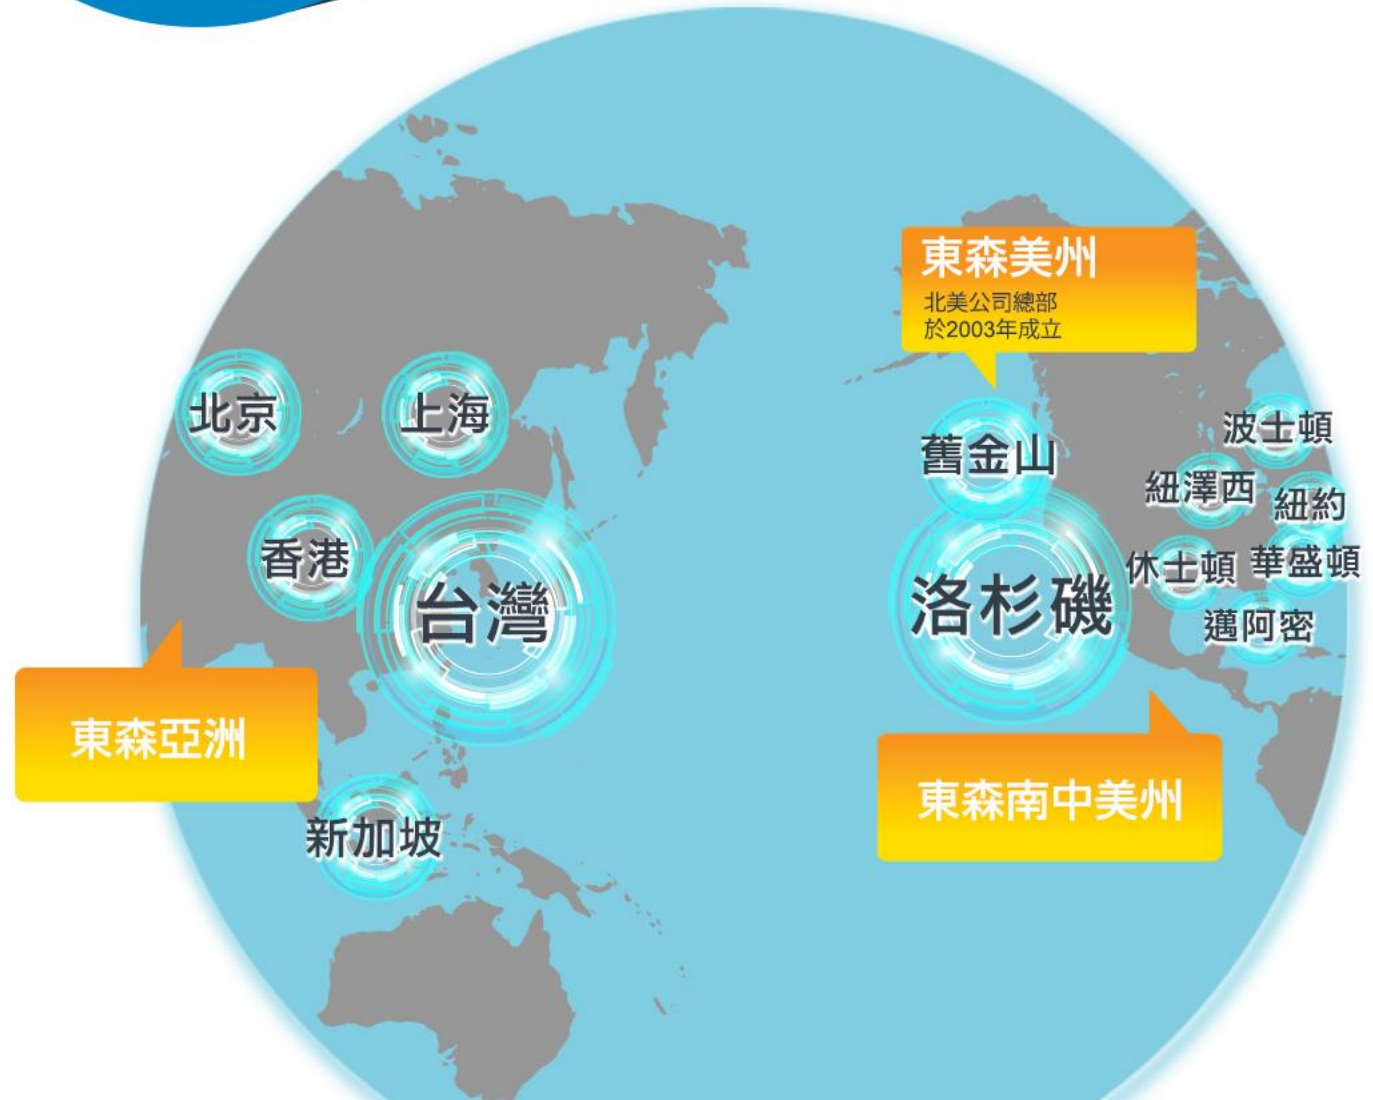 東森美州
北美公司總部
於2003年成立
北京
上海
舊金山
波士頓
紐澤西
紐約
香港
台灣
洛杉磯
休士頓
華盛頓
邁阿密
東森亞洲
東森南中美州
新加坡